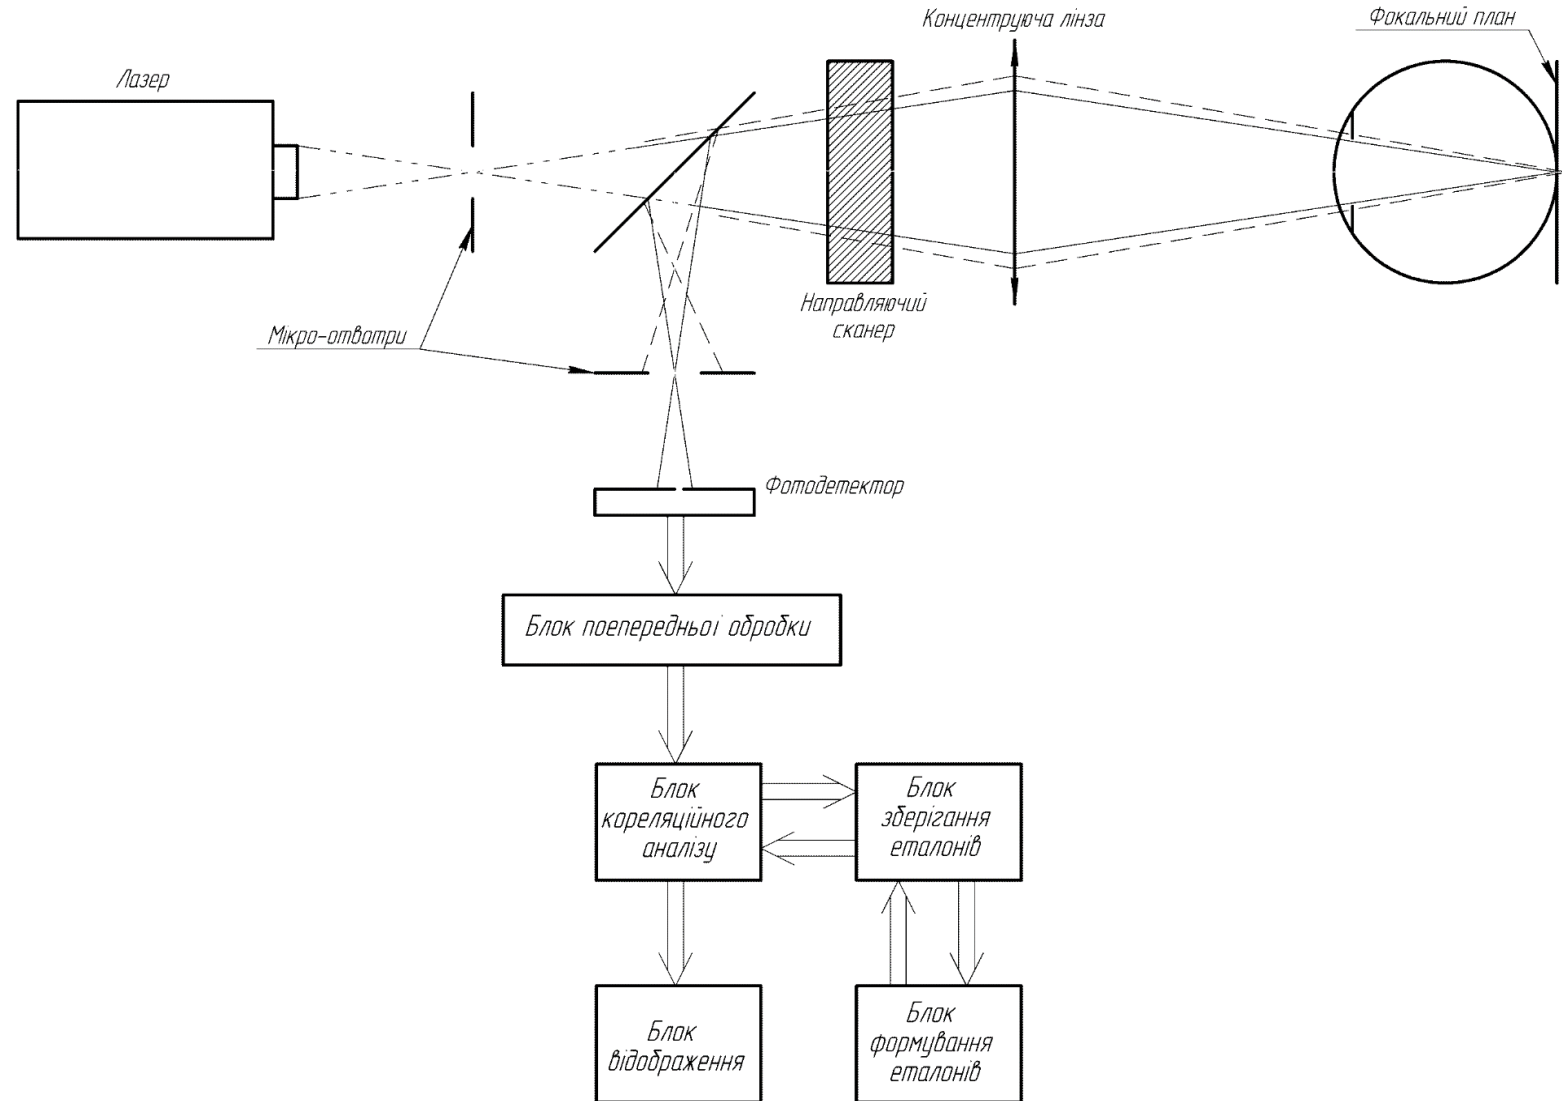 Концентруюча лінза
Фокальний план
Лазер
Направляючий
сканер
Мікро-отвотри
Фотодетектор
Блок поепередньої обробки
Блок
кореляційного
аналізу
Блок
зберігання
еталонів
Блок
відображення
Блок
формування
еталонів